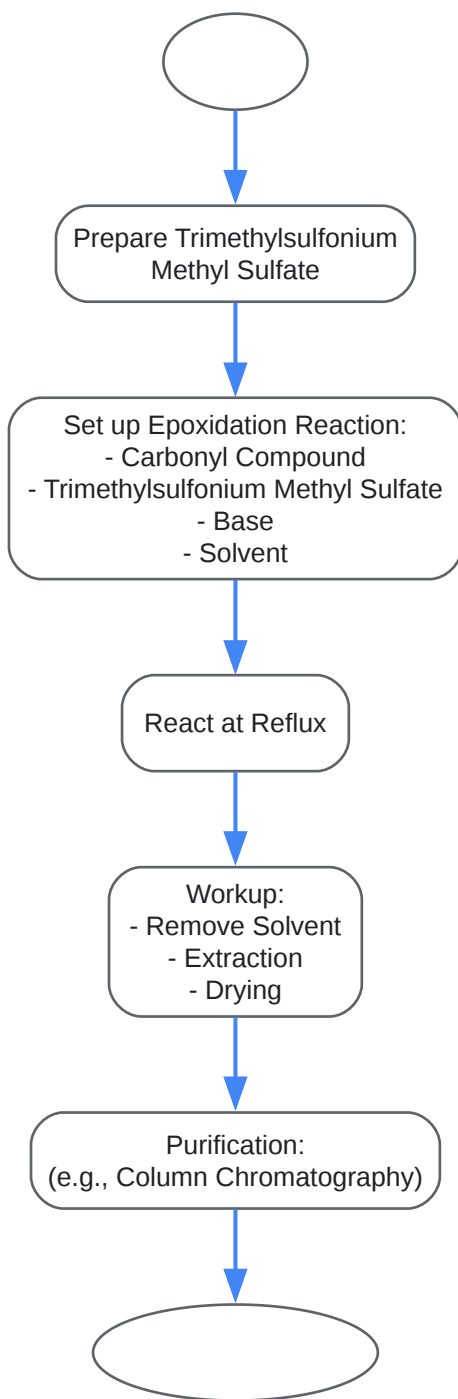 Prepare Trimethylsulfonium
Methyl Sulfate
Set up Epoxidation Reaction:
- Carbonyl Compound
- Trimethylsulfonium Methyl Sulfate
- Base
- Solvent
React at Reflux
Workup:
- Remove Solvent
- Extraction
- Drying
Purification:
(e.g., Column Chromatography)